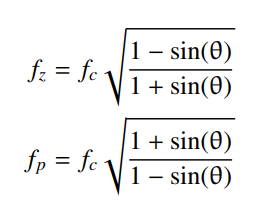 f_z = f_c √((1 − sin(θ))/(1 + sin(θ)))
f_p = f_c √((1 + sin(θ))/(1 − sin(θ)))